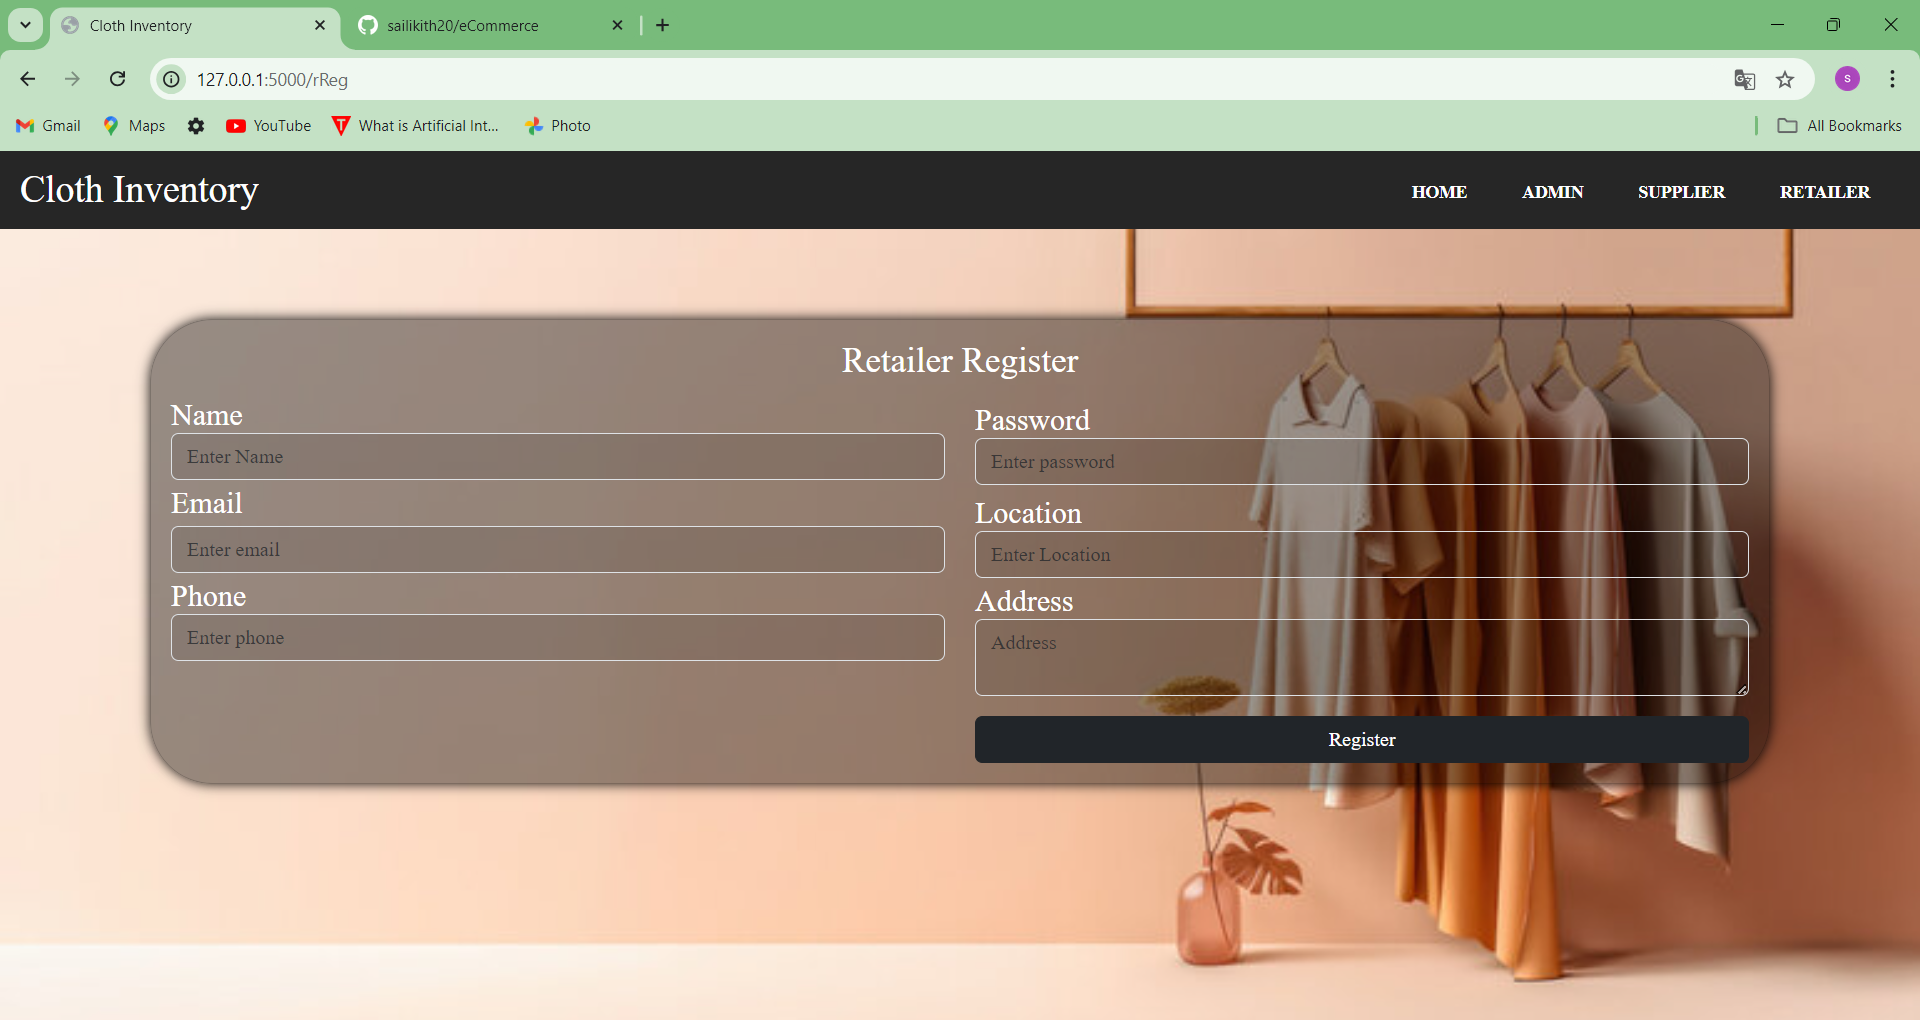 Cloth Inventory
sailikith20/eCommerce
127.0.0.1:5000/rReg
S
Gmail
Maps
YouTube
What is Artificial Int...
Photo
All Bookmarks
Cloth Inventory
HOME
ADMIN
SUPPLIER
RETAILER
Retailer Register
Name
Enter Name
Email
Enter email
Phone
Enter phone
Password
Enter password
Location
Enter Location
Address
Address
Register